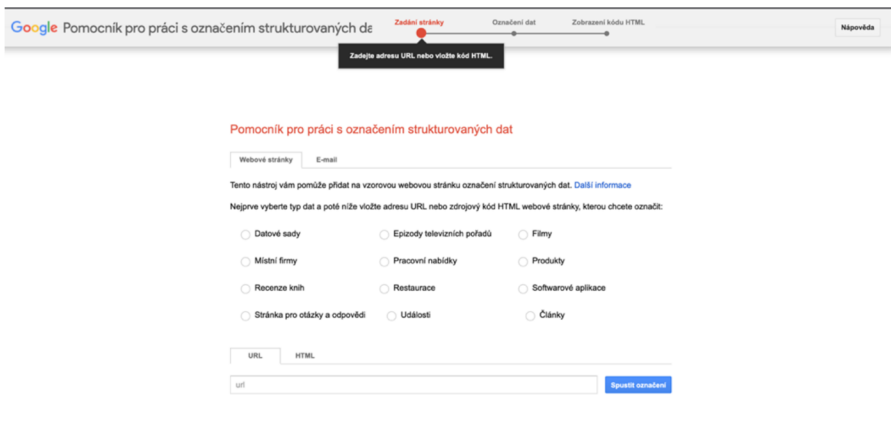 Google Pomocník pro práci s označením strukturovaných da
Zadání stránky
Označení dat
Zobrazení kódu HTML
Nápověda
Zadejte adresu URL nebo vložte kód HTML.
Pomocník pro práci s označením strukturovaných dat
Webové stránky
E-mail
Tento nástroj vám pomůže přidat na vzorovou webovou stránku označení strukturovaných dat. Další informace
Nejprve vyberte typ dat a poté níže vložte adresu URL nebo zdrojový kód HTML webové stránky, kterou chcete označit:
Datové sady
Epizody televizních pořadů
Filmy
Místní firmy
Pracovní nabídky
Produkty
Recenze knih
Restaurace
Softwarové aplikace
Stránka pro otázky a odpovědi
Události
Články
URL
HTML
url
Spustit označení